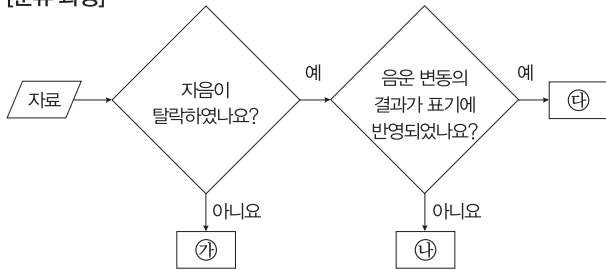 [분류 과정]
자료
자음이
탈락하였나요?
예
음운 변동의
결과가 표기에
반영되었나요?
예
㉰
아니요
㉮
아니요
㉯